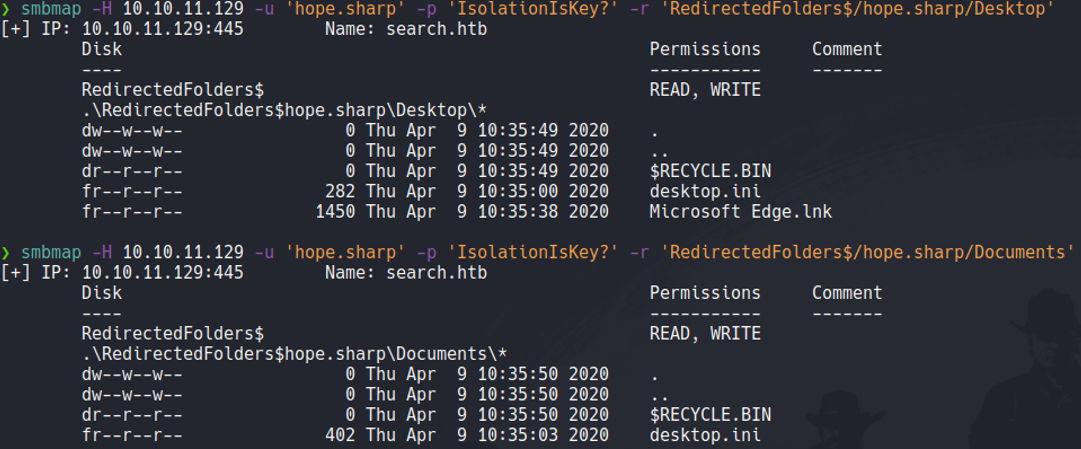 ❯ smbmap -H 10.10.11.129 -u 'hope.sharp' -p 'IsolationIsKey?' -r 'RedirectedFolders$/hope.sharp/Desktop'
[+] IP: 10.10.11.129:445        Name: search.htb
        Disk                                                    Permissions     Comment
        ----                                                    -----------     -------
        RedirectedFolders$                                      READ, WRITE
        .\RedirectedFolders$hope.sharp\Desktop\*
        dw--w--w--                0 Thu Apr  9 10:35:49 2020    .
        dw--w--w--                0 Thu Apr  9 10:35:49 2020    ..
        dr--r--r--                0 Thu Apr  9 10:35:49 2020    $RECYCLE.BIN
        fr--r--r--              282 Thu Apr  9 10:35:00 2020    desktop.ini
        fr--r--r--             1450 Thu Apr  9 10:35:38 2020    Microsoft Edge.lnk
❯ smbmap -H 10.10.11.129 -u 'hope.sharp' -p 'IsolationIsKey?' -r 'RedirectedFolders$/hope.sharp/Documents'
[+] IP: 10.10.11.129:445        Name: search.htb
        Disk                                                    Permissions     Comment
        ----                                                    -----------     -------
        RedirectedFolders$                                      READ, WRITE
        .\RedirectedFolders$hope.sharp\Documents\*
        dw--w--w--                0 Thu Apr  9 10:35:50 2020    .
        dw--w--w--                0 Thu Apr  9 10:35:50 2020    ..
        dr--r--r--                0 Thu Apr  9 10:35:50 2020    $RECYCLE.BIN
        fr--r--r--              402 Thu Apr  9 10:35:03 2020    desktop.ini